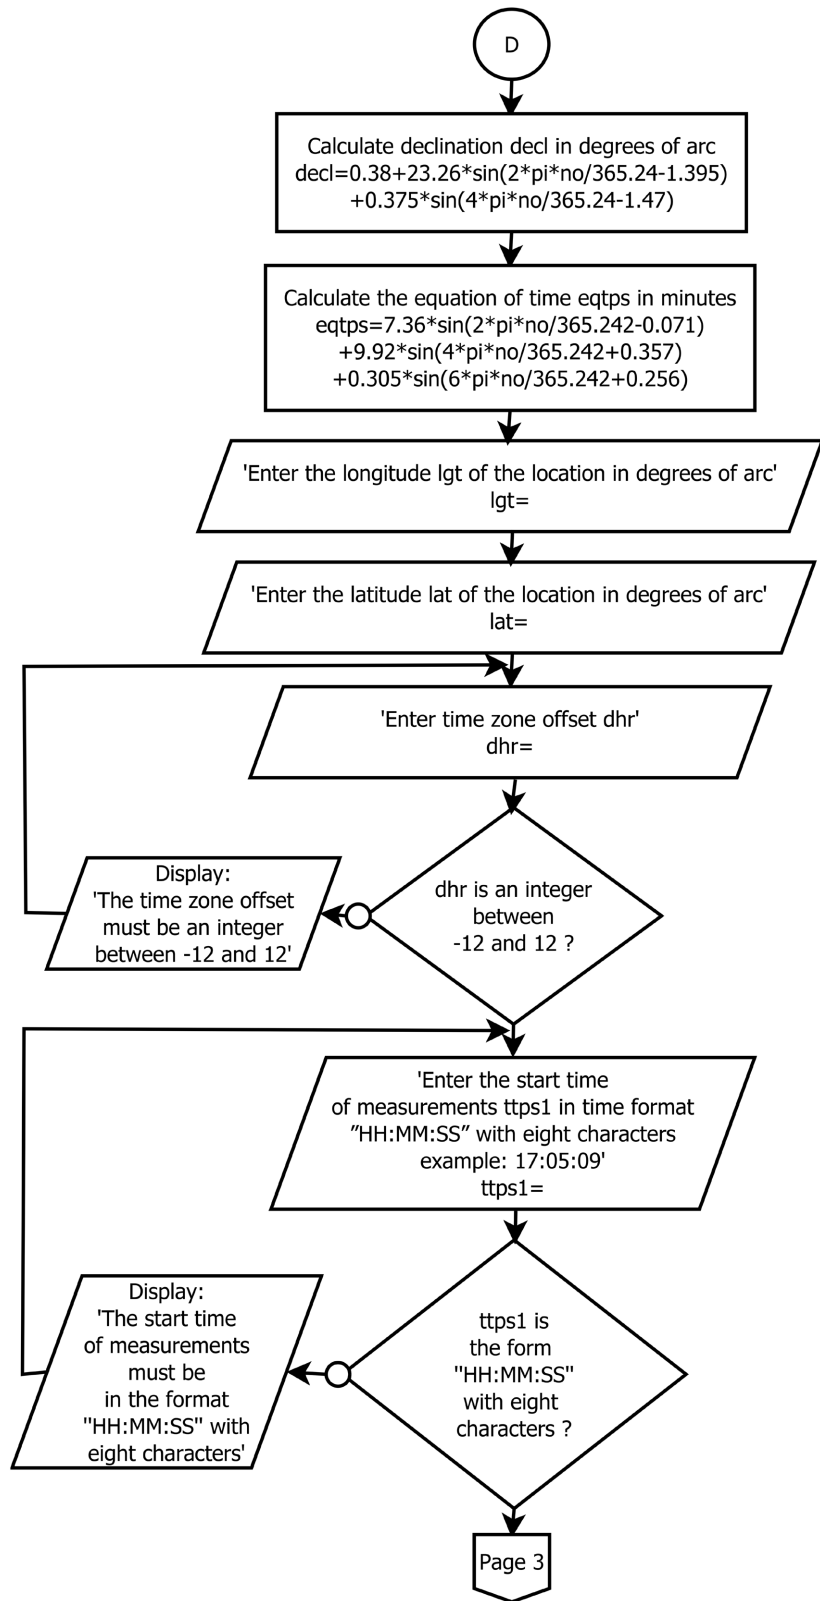 D
Calculate declination decl in degrees of arc
decl=0.38+23.26*sin(2*pi*no/365.24-1.395)
+0.375*sin(4*pi*no/365.24-1.47)
Calculate the equation of time eqtps in minutes
eqtps=7.36*sin(2*pi*no/365.242-0.071)
+9.92*sin(4*pi*no/365.242+0.357)
+0.305*sin(6*pi*no/365.242+0.256)
'Enter the longitude lgt of the location in degrees of arc'
lgt=
'Enter the latitude lat of the location in degrees of arc'
lat=
'Enter time zone offset dhr'
dhr=
dhr is an integer
between
-12 and 12 ?
Display:
'The time zone offset
must be an integer
between -12 and 12'
'Enter the start time
of measurements ttps1 in time format
”HH:MM:SS” with eight characters
example: 17:05:09'
ttps1=
ttps1 is
the form
"HH:MM:SS"
with eight
characters ?
Display:
'The start time
of measurements
must be
in the format
"HH:MM:SS" with
eight characters'
Page 3